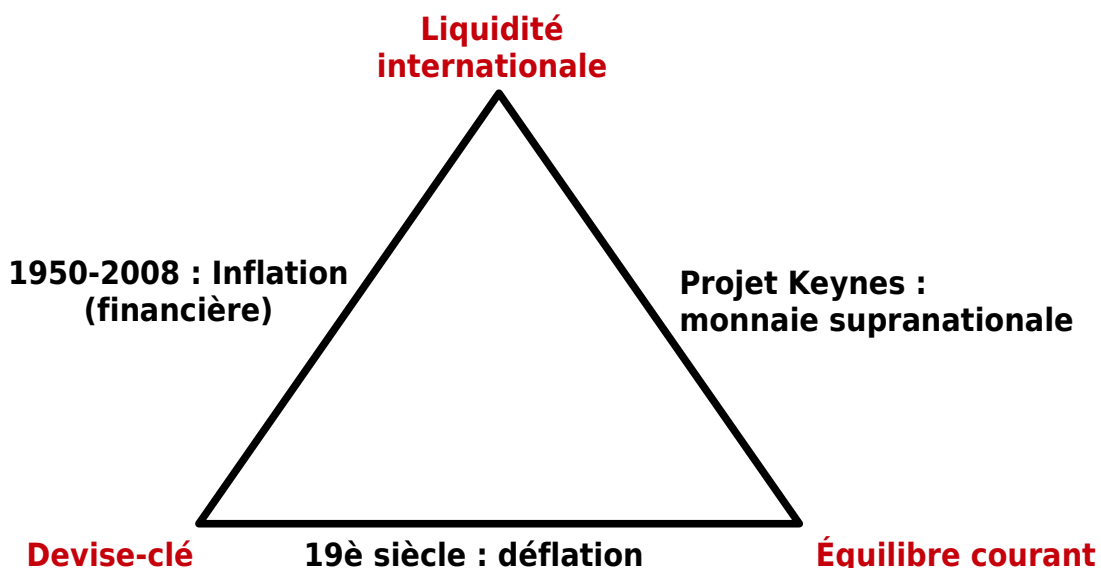 Liquidité
internationale
1950-2008 : Inflation
(financière)
Projet Keynes :
monnaie supranationale
Devise-clé
19è siècle : déflation
Équilibre courant